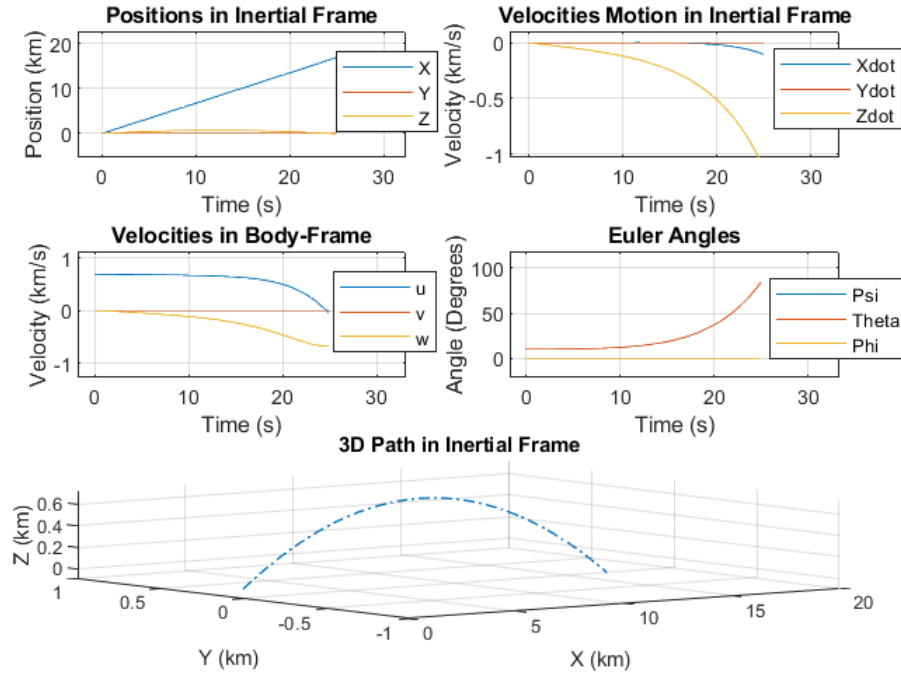 Positions in Inertial Frame
Position (km)
20
10
0
0 10 20 30
Time (s)
X
Y
Z
Velocities Motion in Inertial Frame
Velocity (km/s)
0
-0.5
-1
0 10 20 30
Time (s)
Xdot
Ydot
Zdot
Velocities in Body-Frame
Velocity (km/s)
1
0
-1
0 10 20 30
Time (s)
u
v
w
Euler Angles
Angle (Degrees)
100
50
0
0 10 20 30
Time (s)
Psi
Theta
Phi
3D Path in Inertial Frame
Z (km)
0.6
0.4
0.2
0
1 0.5 0 -0.5 -1
Y (km)
0 5 10 15 20
X (km)